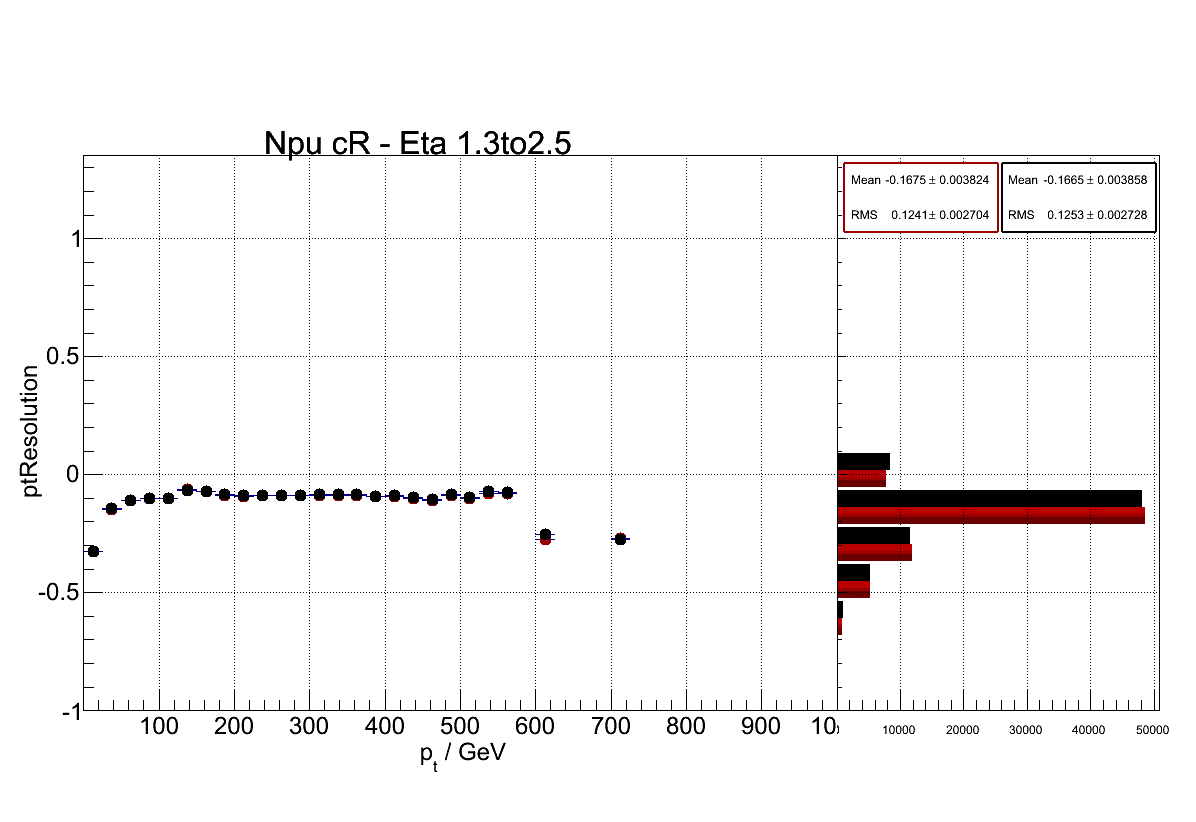 Npu cR - Eta 1.3to2.5
Mean -0.1675 ± 0.003824
RMS 0.1241± 0.002704
Mean -0.1665 ± 0.003858
RMS 0.1253 ± 0.002728
ptResolution
1
0.5
0
-0.5
-1
100 200 300 400 500 600 700 800 900 10
10000 20000 30000 40000 50000
pt / GeV